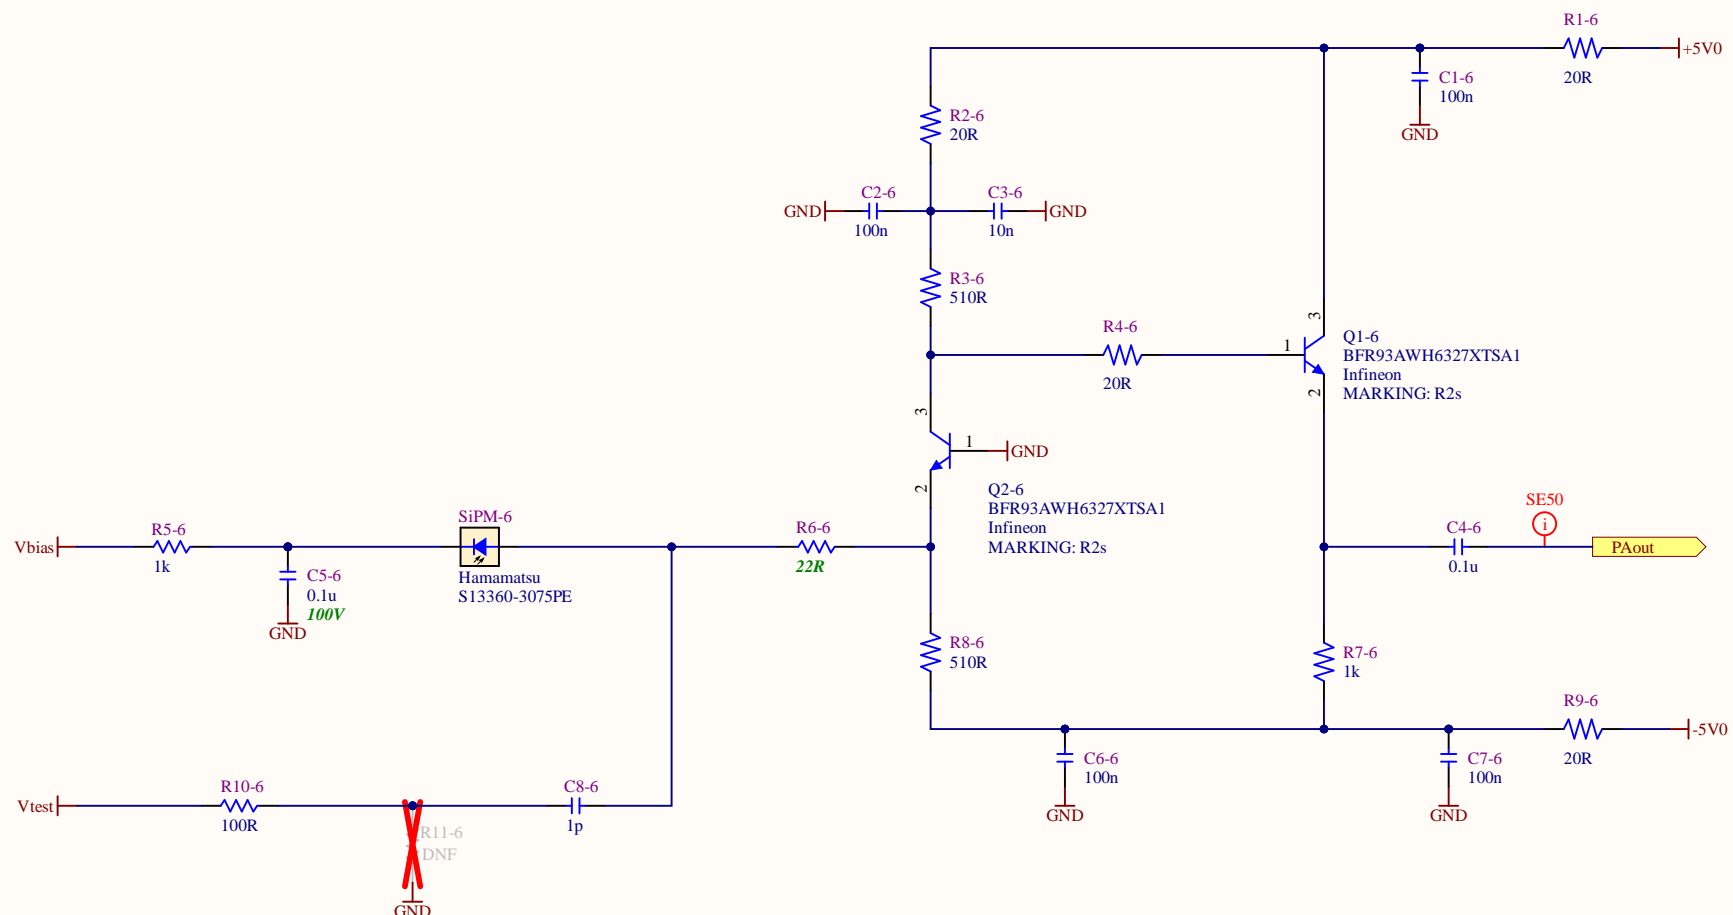 R1-6
+5V0
20R
C1-6
100n
GND
R2-6
20R
C2-6
C3-6
GND
GND
100n
10n
R3-6
510R
R4-6
20R
3
1
2
Q1-6
BFR93AWH6327XTSA1
Infineon
MARKING: R2s
3
1
GND
2
Q2-6
BFR93AWH6327XTSA1
Infineon
MARKING: R2s
SE50
i
C4-6
0.1u
PAout
R5-6
Vbias
1k
C5-6
0.1u
100V
GND
SiPM-6
Hamamatsu
S13360-3075PE
R6-6
22R
R8-6
510R
R7-6
1k
R9-6
-5V0
20R
C6-6
100n
GND
C7-6
100n
GND
R10-6
Vtest
100R
C8-6
1p
R11-6
DNF
GND